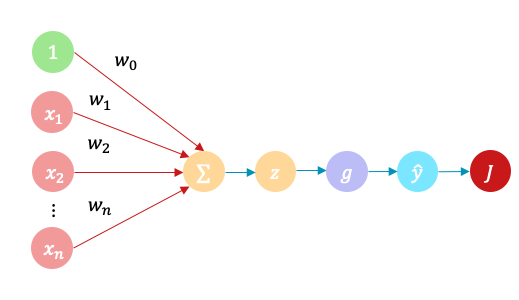 1
w₀
x₁
w₁
x₂
w₂
⋮
xₙ
wₙ
∑
z
g
ŷ
J